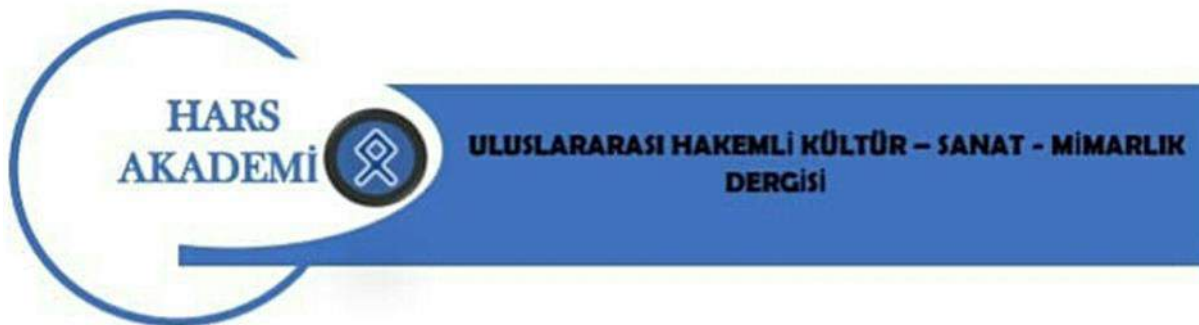 HARS
AKADEMİ
ULUSLARARASI HAKEMLİ KÜLTÜR – SANAT - MİMARLIK
DERGİSİ